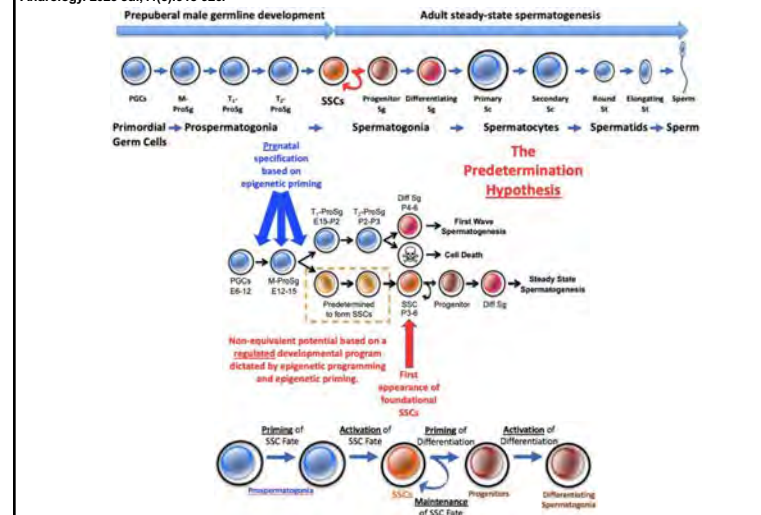 Prepuberal male germline development
Adult steady-state spermatogenesis
PGCs
M-
ProSg
T₁-
ProSg
T₂-
ProSg
SSCs
Progenitor
Sg
Differentiating
Sg
Primary
Sc
Secondary
Sc
Round
St
Elongating
St
Sperm
Primordial
Germ Cells
Prospermatogonia
Spermatogonia
Spermatocytes
Spermatids
Sperm
Prenatal
specification
based on
epigenetic priming
The
Predetermination
Hypothesis
T₁-ProSg
E15-P2
T₂-ProSg
P2-P3
Diff Sg
P4-6
First Wave
Spermatogenesis
Cell Death
PGCs
E6-12
M-ProSg
E12-15
Predetermined
to form SSCs
SSC
P3-6
Progenitor
Diff Sg
Steady State
Spermatogenesis
Non-equivalent potential based on a
regulated developmental program
dictated by epigenetic programming
and epigenetic priming.
First
appearance of
foundational
SSCs
Priming of
SSC Fate
Activation of
SSC Fate
Priming of
Differentiation
Activation of
Differentiation
Prospermatogonia
SSCs
Progenitors
Differentiating
Spermatogonia
Maintenance
of SSC Fate